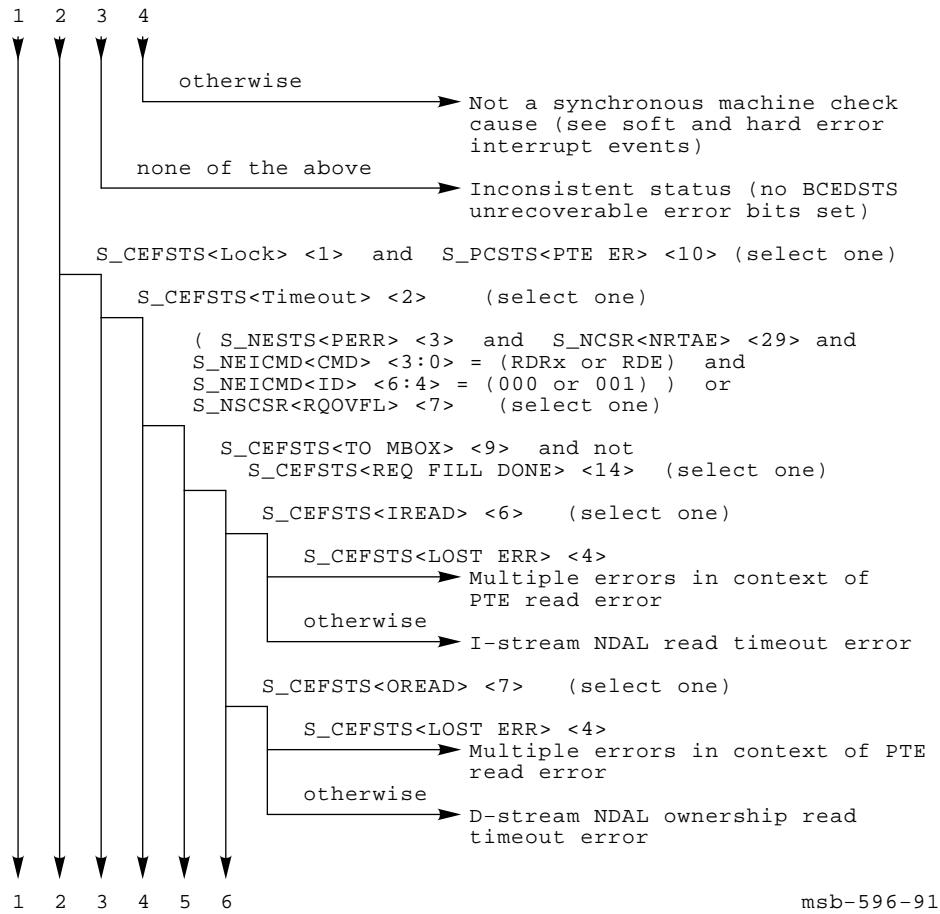 1 2 3 4
otherwise
Not a synchronous machine check
cause (see soft and hard error
interrupt events)
none of the above
Inconsistent status (no BCEDSTS
unrecoverable error bits set)
S_CEFSTS<Lock> <1> and S_PCSTS<PTE ER> <10> (select one)
S_CEFSTS<Timeout> <2> (select one)
( S_NESTS<PERR> <3> and S_NCSR<NRTAE> <29> and
S_NEICMD<CMD> <3:0> = (RDRx or RDE) and
S_NEICMD<ID> <6:4> = (000 or 001) ) or
S_NSCSR<RQOVFL> <7> (select one)
S_CEFSTS<TO MBOX> <9> and not
S_CEFSTS<REQ FILL DONE> <14> (select one)
S_CEFSTS<IREAD> <6> (select one)
S_CEFSTS<LOST ERR> <4>
Multiple errors in context of
PTE read error
otherwise
I-stream NDAL read timeout error
S_CEFSTS<OREAD> <7> (select one)
S_CEFSTS<LOST ERR> <4>
Multiple errors in context of PTE
read error
otherwise
D-stream NDAL ownership read
timeout error
1 2 3 4 5 6
msb-596-91